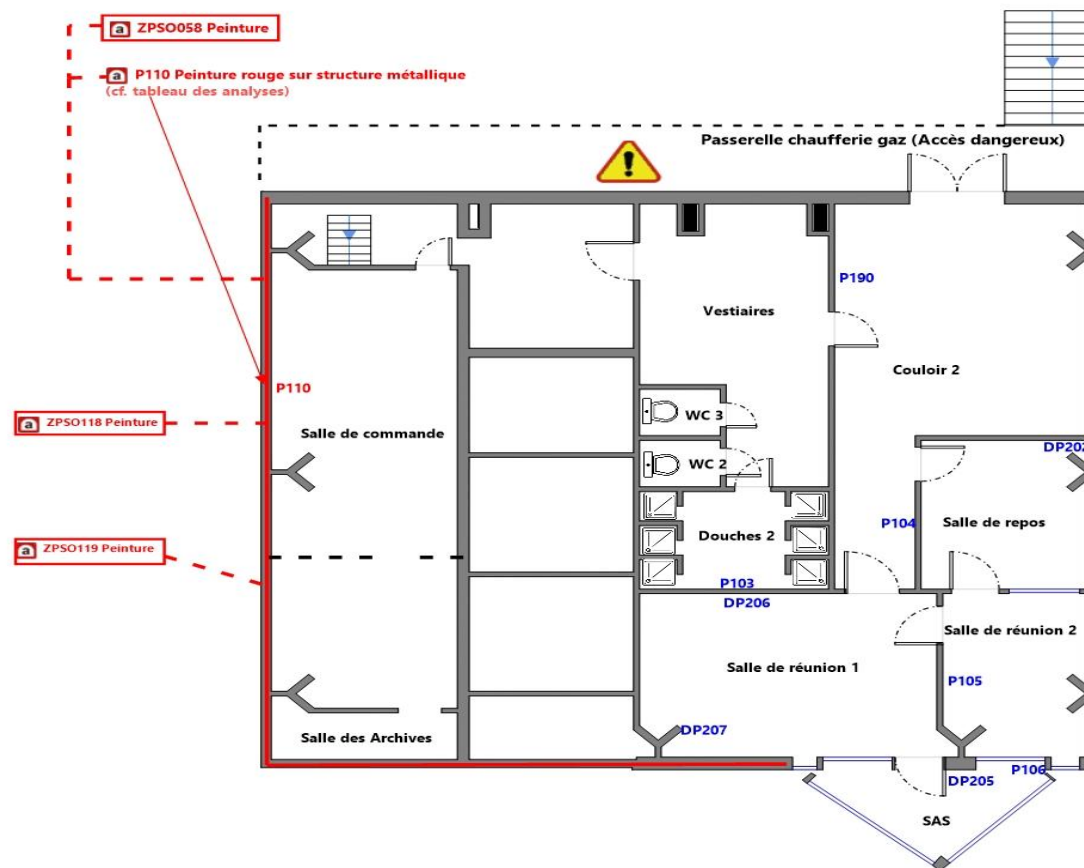 a ZPSO058 Peinture
a P110 Peinture rouge sur structure métallique
(cf. tableau des analyses)
Passerelle chaufferie gaz (Accès dangereux)
!
P190
Vestiaires
Couloir 2
P110
WC 3
a ZPSO118 Peinture
Salle de commande
DP202
WC 2
P104
Salle de repos
Douches 2
a ZPSO119 Peinture
P103
DP206
Salle de réunion 2
Salle de réunion 1
P105
DP207
Salle des Archives
P106
DP205
SAS